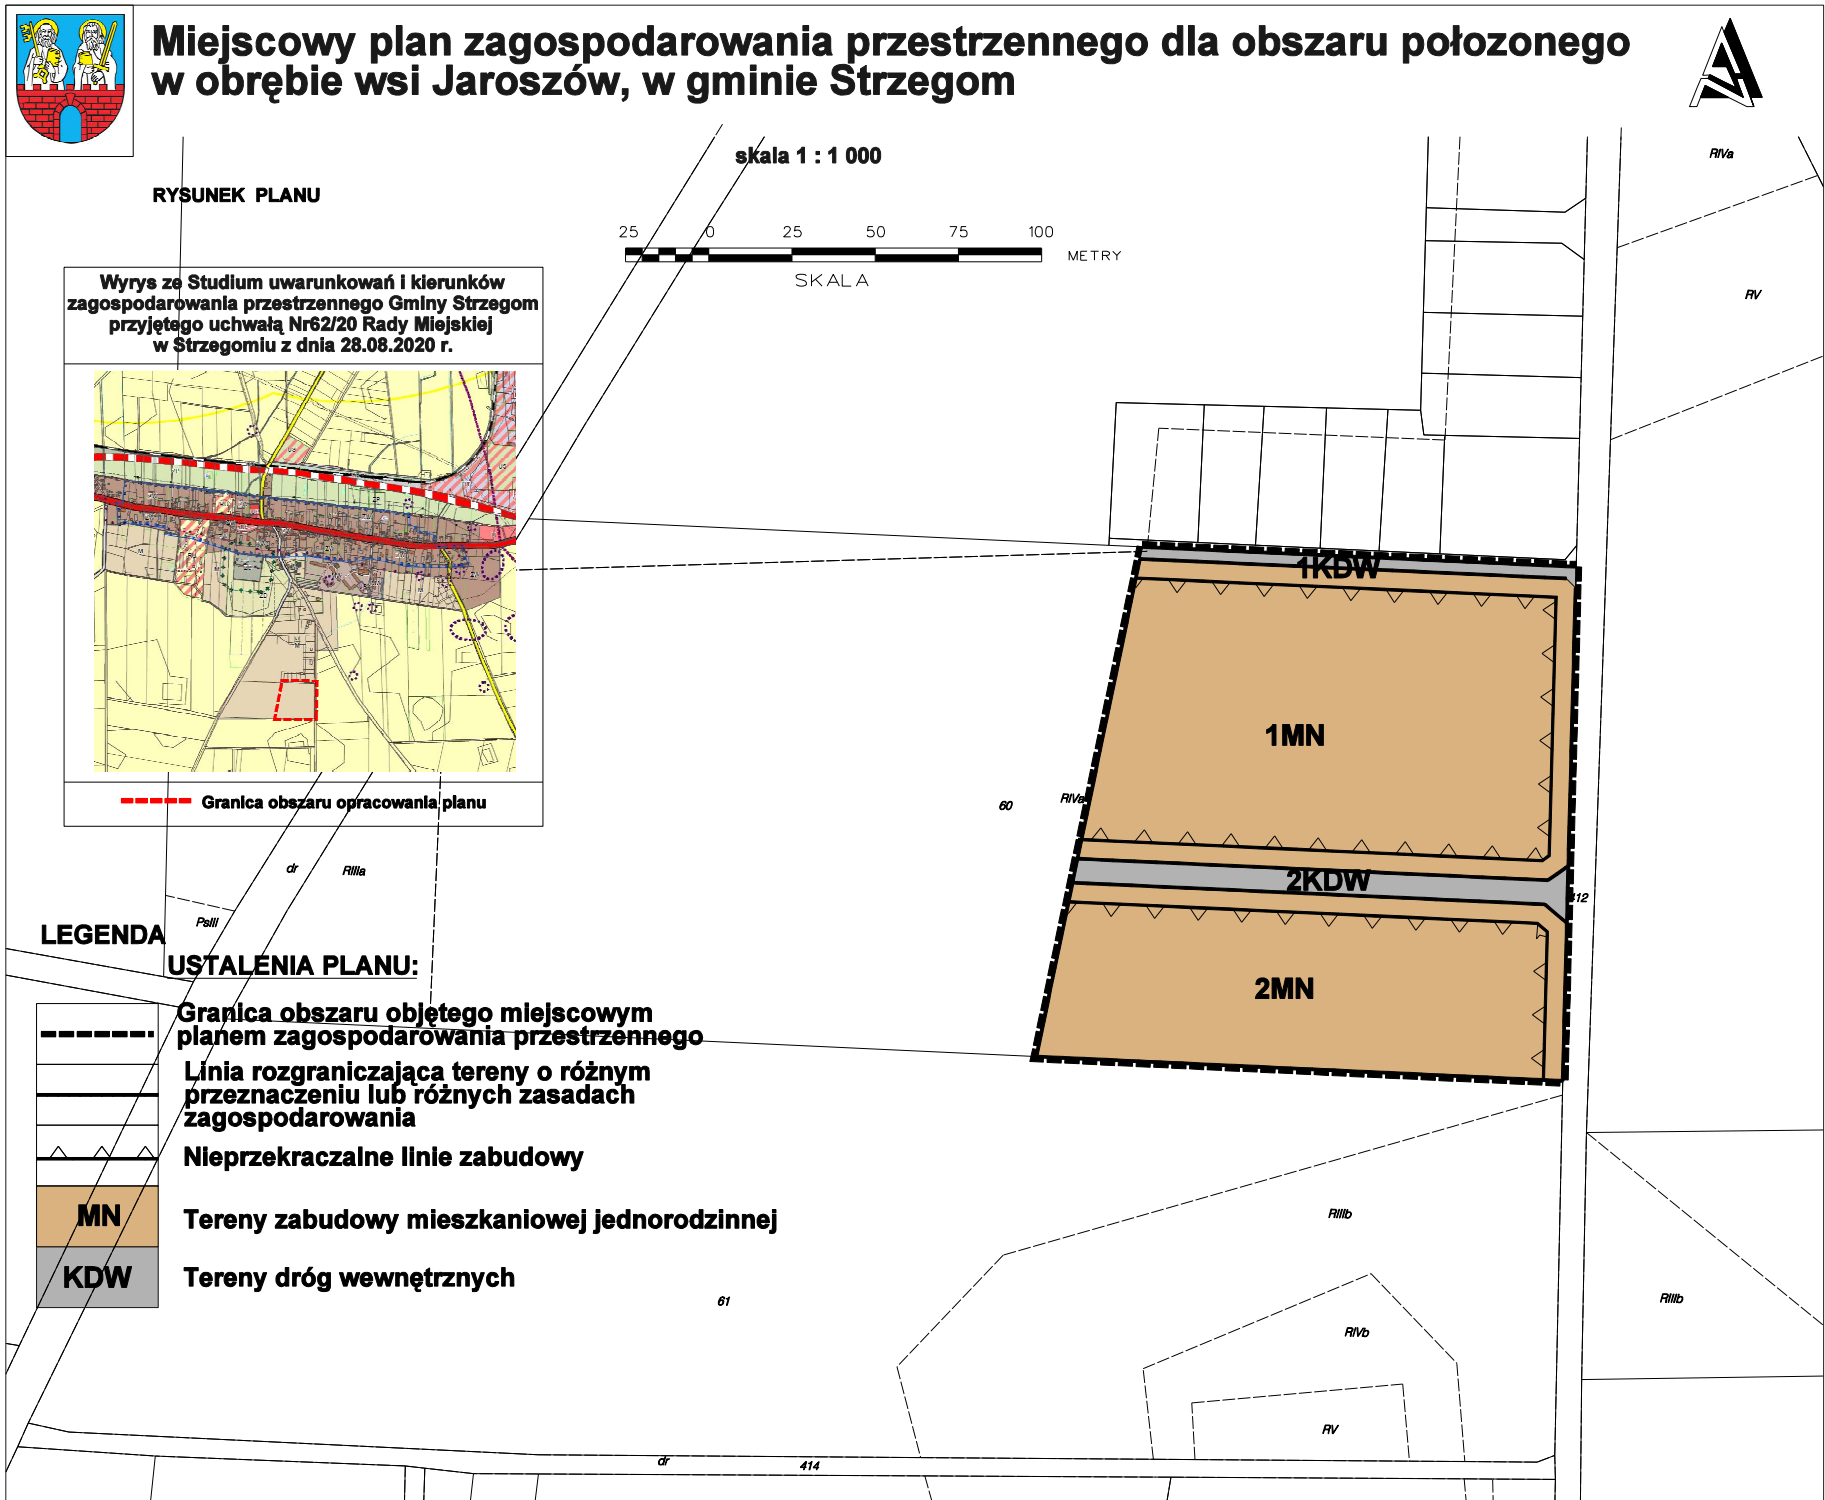 Miejscowy plan zagospodarowania przestrzennego dla obszaru połozonego
w obrębie wsi Jaroszów, w gminie Strzegom
skala 1 : 1 000
RYSUNEK PLANU
25 0 25 50 75 100
METRY
SKALA
Wyrys ze Studium uwarunkowań i kierunków
zagospodarowania przestrzennego Gminy Strzegom
przyjętego uchwałą Nr62/20 Rady Miejskiej
w Strzegomiu z dnia 28.08.2020 r.
Granica obszaru opracowania planu
RIVa
RV
1KDW
1MN
60
RIVa
2KDW
412
2MN
dr
RIIIa
PsIII
LEGENDA
USTALENIA PLANU:
Granica obszaru objętego miejscowym
planem zagospodarowania przestrzennego
Linia rozgraniczająca tereny o różnym
przeznaczeniu lub różnych zasadach
zagospodarowania
Nieprzekraczalne linie zabudowy
MN
Tereny zabudowy mieszkaniowej jednorodzinnej
KDW
Tereny dróg wewnętrznych
61
RIIIb
RIIIb
RIVb
RV
dr
414